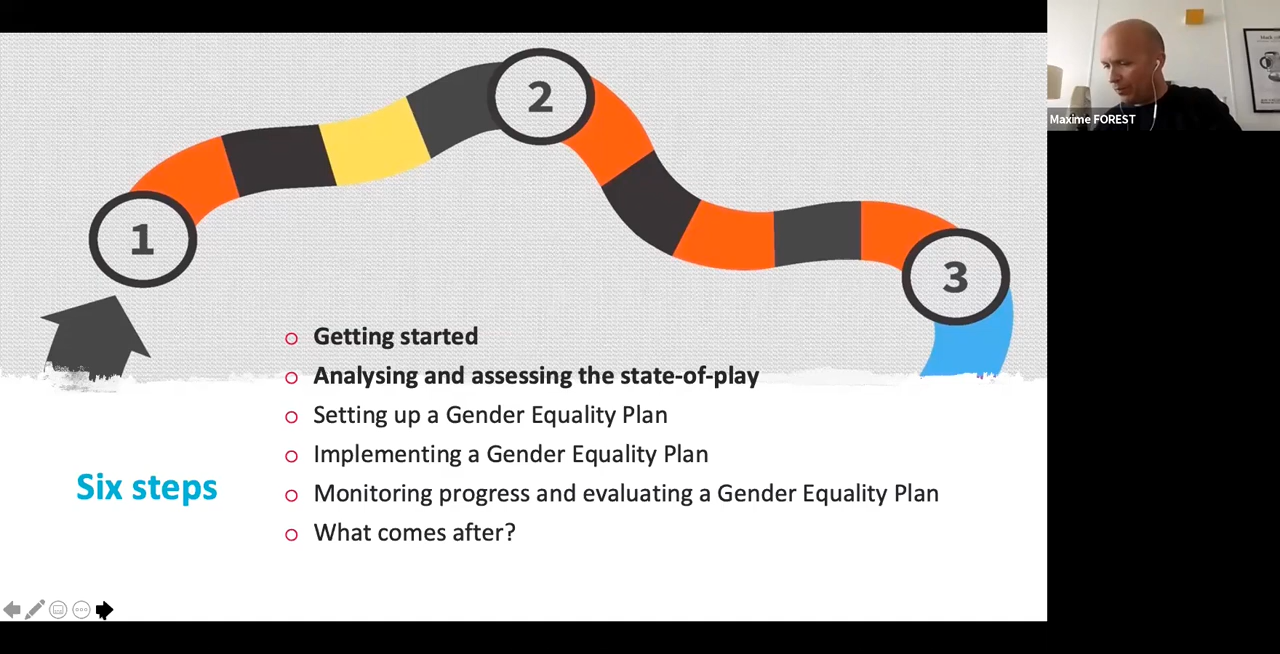 1
2
3
Getting started
Analysing and assessing the state-of-play
Setting up a Gender Equality Plan
Implementing a Gender Equality Plan
Monitoring progress and evaluating a Gender Equality Plan
What comes after?
Six steps
Maxime FOREST